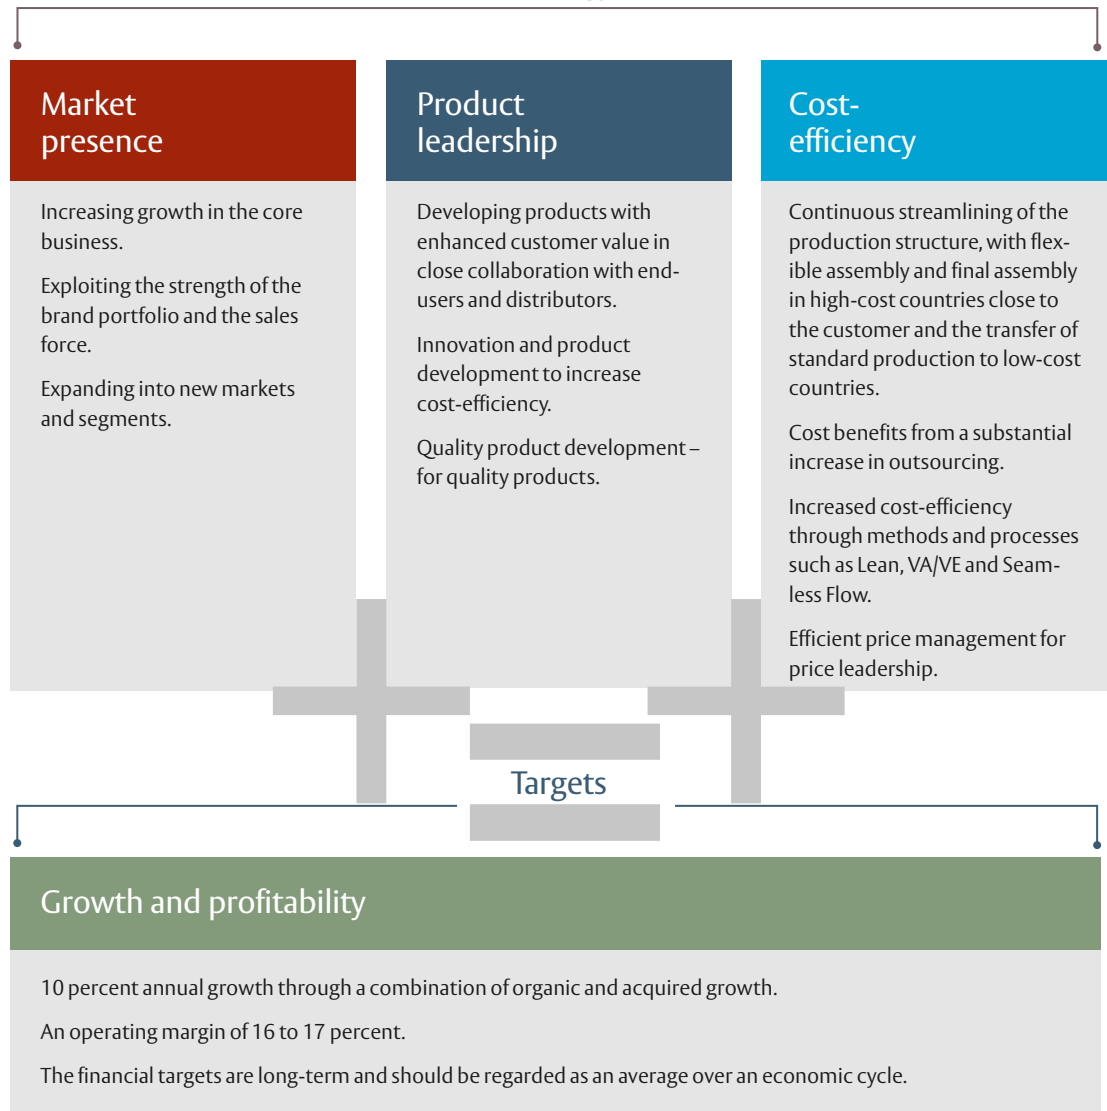 Market
presence
Increasing growth in the core
business.
Exploiting the strength of the
brand portfolio and the sales
force.
Expanding into new markets
and segments.
Product
leadership
Developing products with
enhanced customer value in
close collaboration with end-
users and distributors.
Innovation and product
development to increase
cost-efficiency.
Quality product development –
for quality products.
Cost-
efficiency
Continuous streamlining of the
production structure, with flex-
ible assembly and final assembly
in high-cost countries close to
the customer and the transfer of
standard production to low-cost
countries.
Cost benefits from a substantial
increase in outsourcing.
Increased cost-efficiency
through methods and processes
such as Lean, VA/VE and Seam-
less Flow.
Efficient price management for
price leadership.
Targets
Growth and profitability
10 percent annual growth through a combination of organic and acquired growth.
An operating margin of 16 to 17 percent.
The financial targets are long-term and should be regarded as an average over an economic cycle.